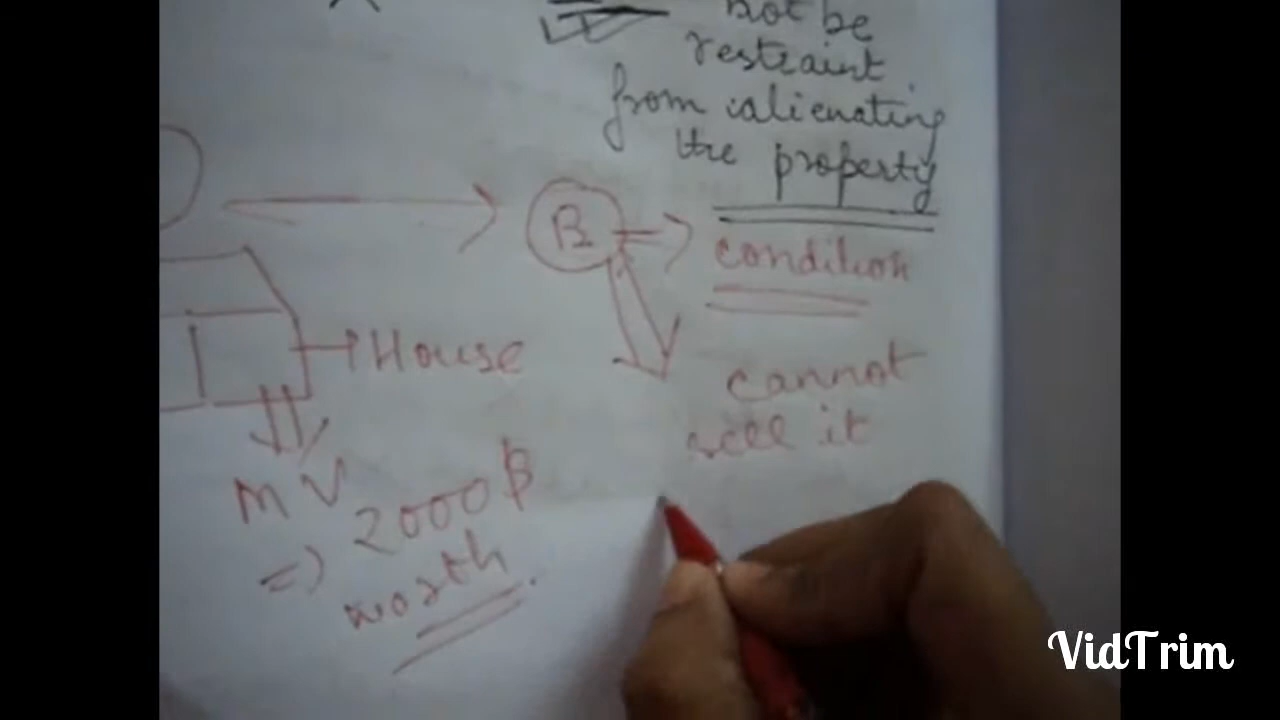 not be
restraint
from alienating
the property
B
condition
House
cannot
sell it
MV
=> 2000$
worth
VidTrim